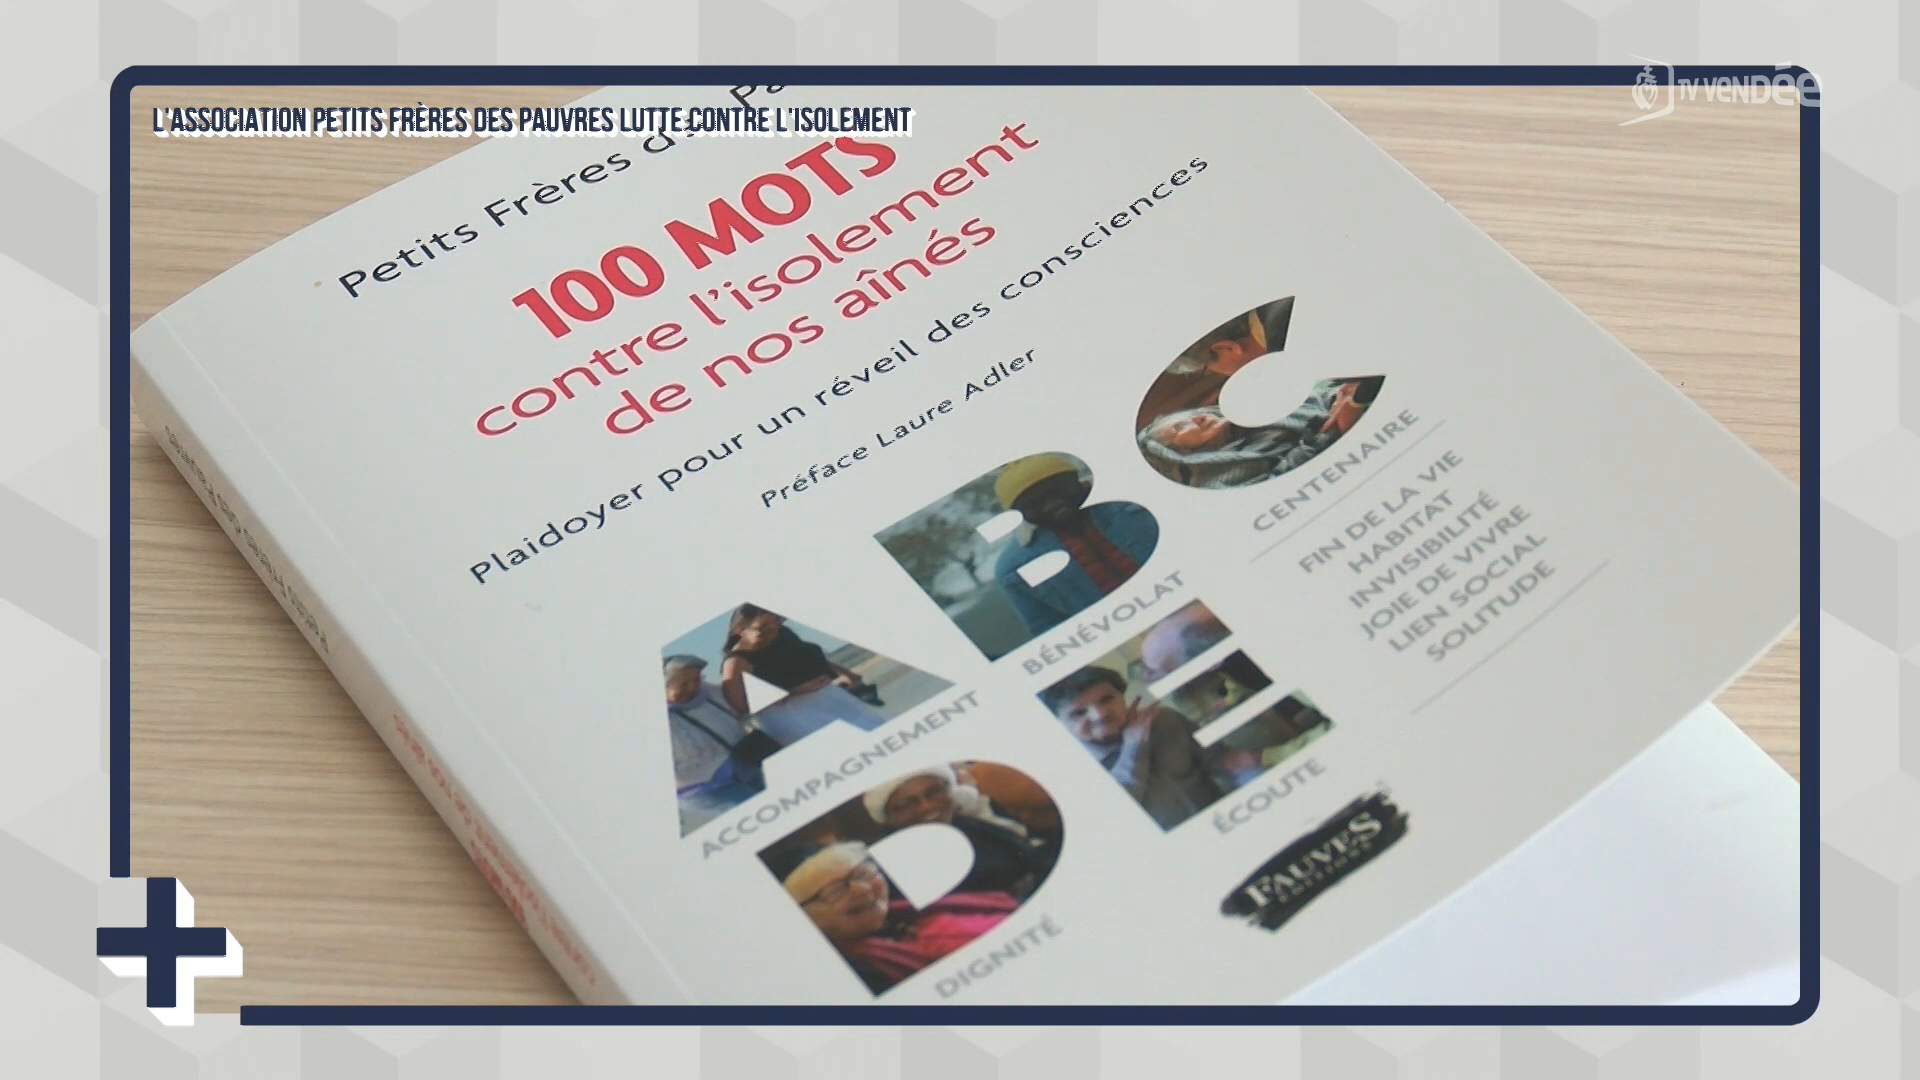 L'ASSOCIATION PETITS FRÈRES DES PAUVRES LUTTE CONTRE L'ISOLEMENT
TV VENDÉE
Petits Frères
100 MOTS
contre l'isolement
de nos aînés
Plaidoyer pour un réveil des consciences
Préface Laure Adler
A
ACCOMPAGNEMENT
B
BÉNÉVOLAT
C
CENTENAIRE
D
DIGNITÉ
E
ÉCOUTE
FIN DE LA VIE
HABITAT
INVISIBILITÉ
JOIE DE VIVRE
LIEN SOCIAL
SOLITUDE
FAUVES
EDITIONS